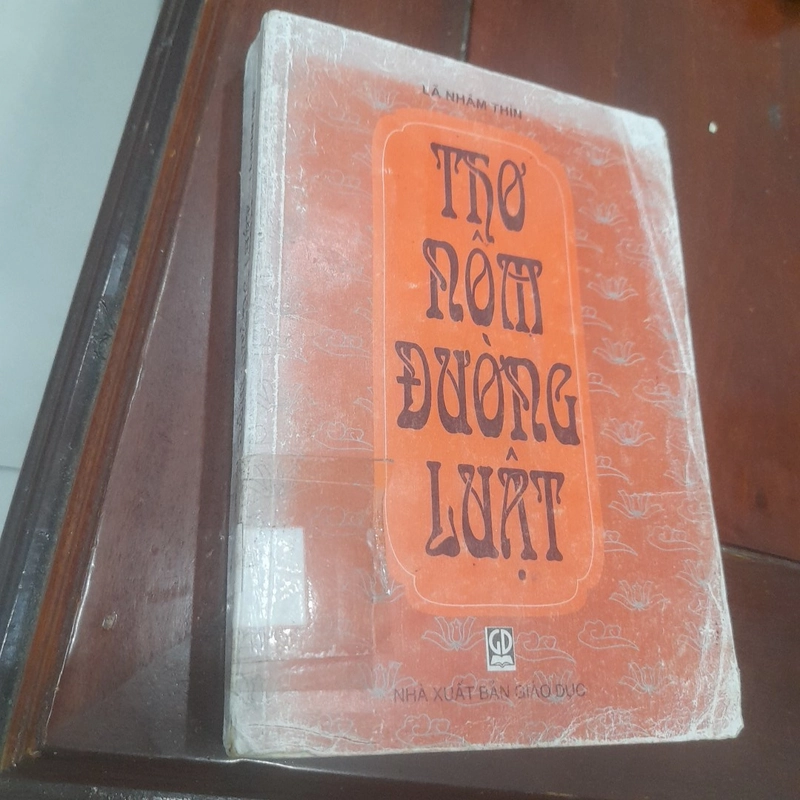 LÃ NHÂM THÌN
THƠ
NÔM
ĐƯỜNG
LUẬT
GD
NHÀ XUẤT BẢN GIÁO DỤC